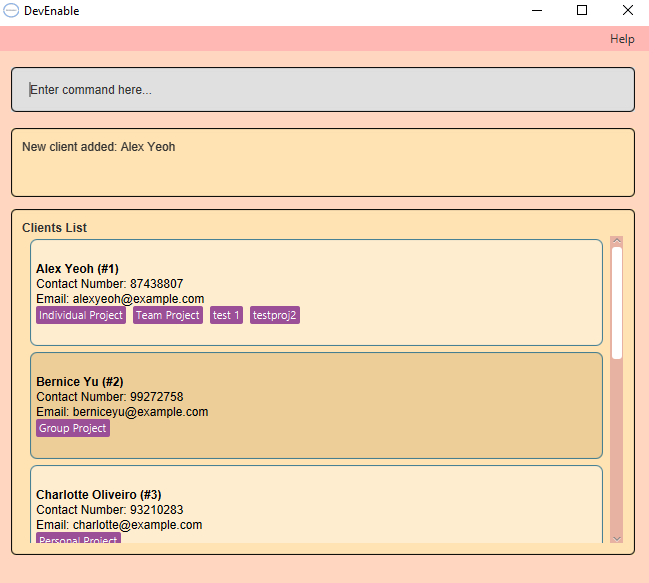 DevEnable
Help
Enter command here...
New client added: Alex Yeoh
Clients List
Alex Yeoh (#1)
Contact Number: 87438807
Email: alexyeoh@example.com
Individual Project Team Project test 1 testproj2
Bernice Yu (#2)
Contact Number: 99272758
Email: berniceyu@example.com
Group Project
Charlotte Oliveiro (#3)
Contact Number: 93210283
Email: charlotte@example.com
Personal Project